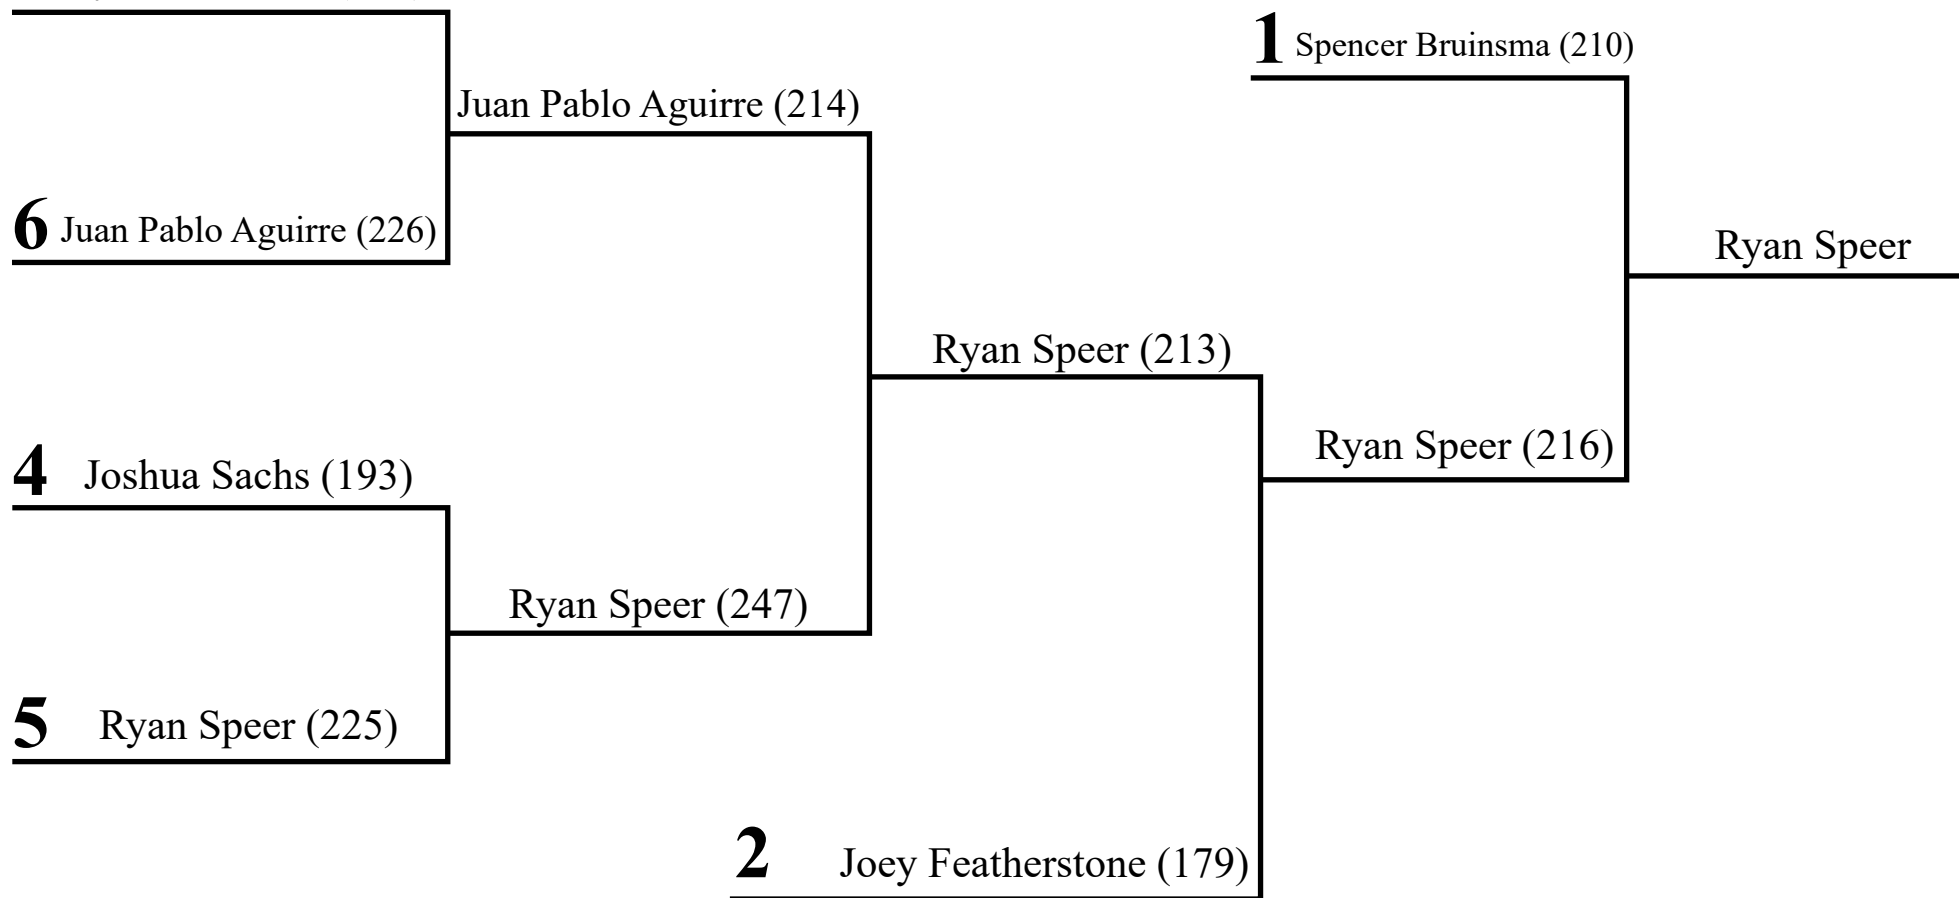 1 Spencer Bruinsma (210)
Juan Pablo Aguirre (214)
6 Juan Pablo Aguirre (226)
Ryan Speer
Ryan Speer (213)
4 Joshua Sachs (193)
Ryan Speer (216)
Ryan Speer (247)
5 Ryan Speer (225)
2 Joey Featherstone (179)